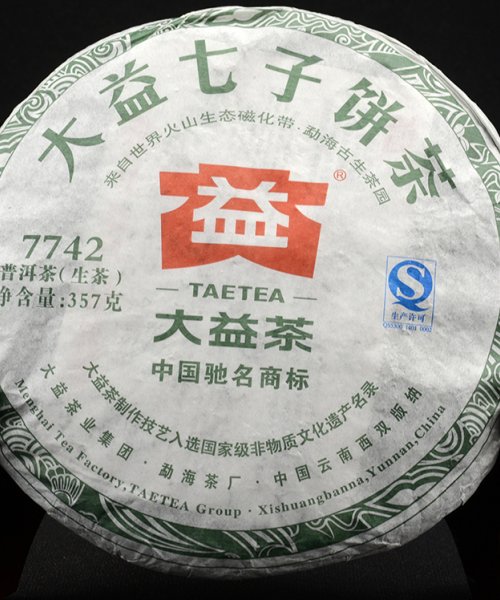 大益七子饼茶
来自世界火山生态磁化带·勐海古生茶园
益
®
TAETEA
大益茶
中国驰名商标
7742
普洱茶(生茶)
净含量:357克
生产许可
QS5300 1401 0002
大益茶制作技艺入选国家级非物质文化遗产名录
大益茶业集团·勐海茶厂·中国云南西双版纳
Menghai Tea Factory,TAETEA Group · Xishuangbanna,Yunnan,China